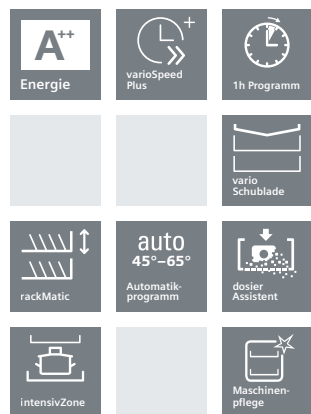 A++
Energie
varioSpeed
Plus
1h Programm
vario
Schublade
rackMatic
auto
45°–65°
Automatik-
programm
dosier
Assistent
intensivZone
Maschinen-
pflege